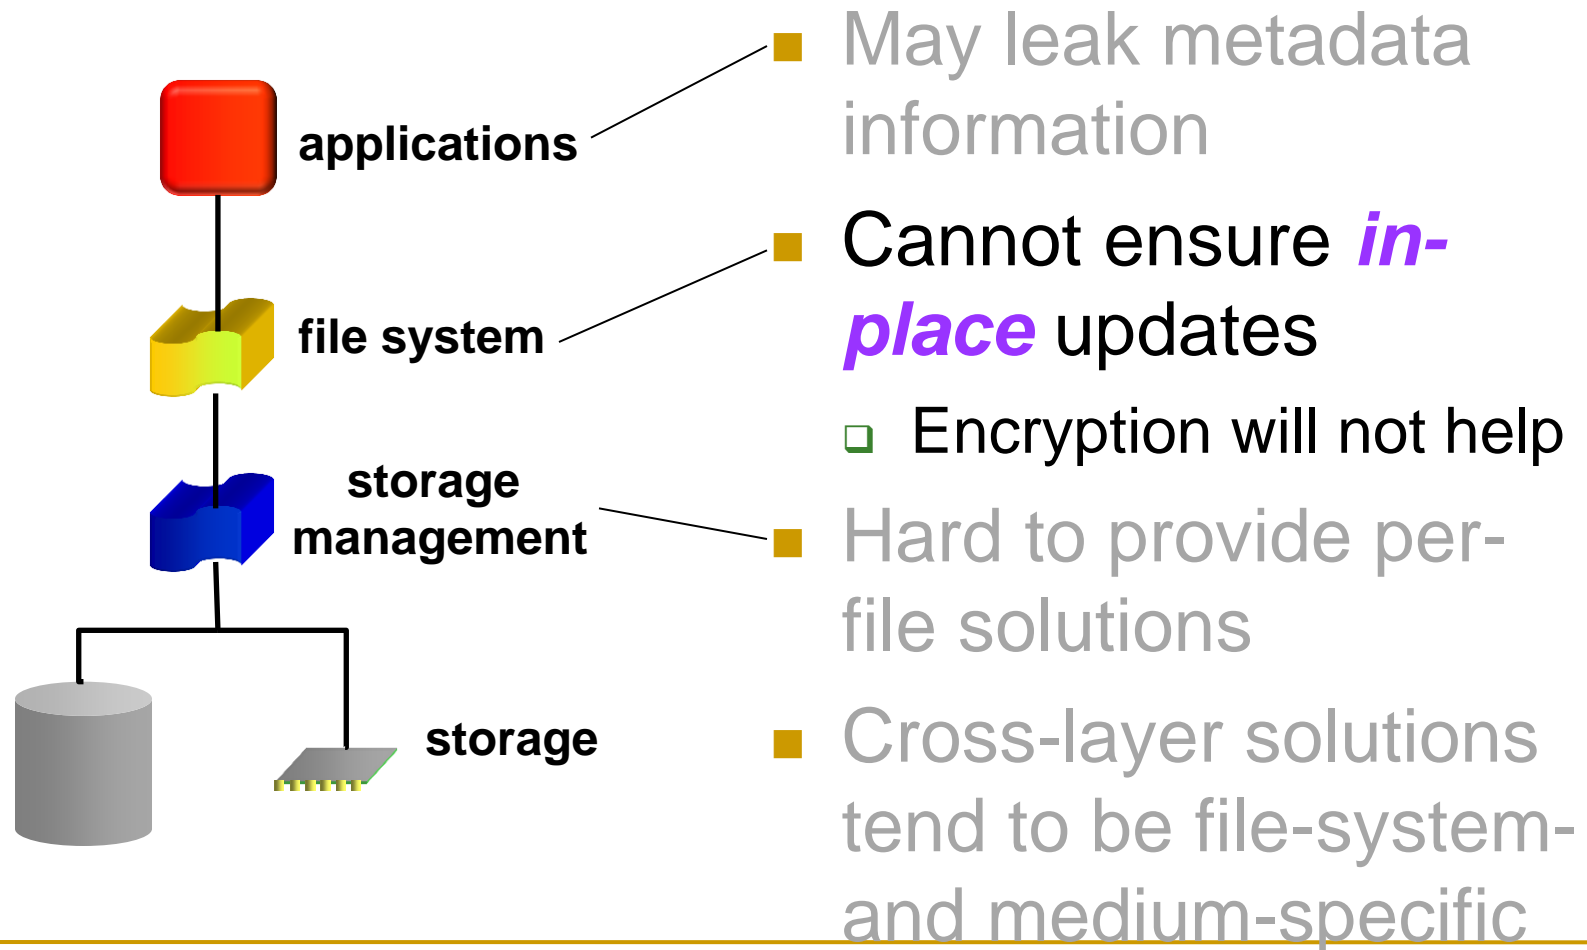 applications
file system
storage
management
storage
May leak metadata
information
Cannot ensure in-
place updates
Encryption will not help
Hard to provide per-
file solutions
Cross-layer solutions
tend to be file-system-
and medium-specific